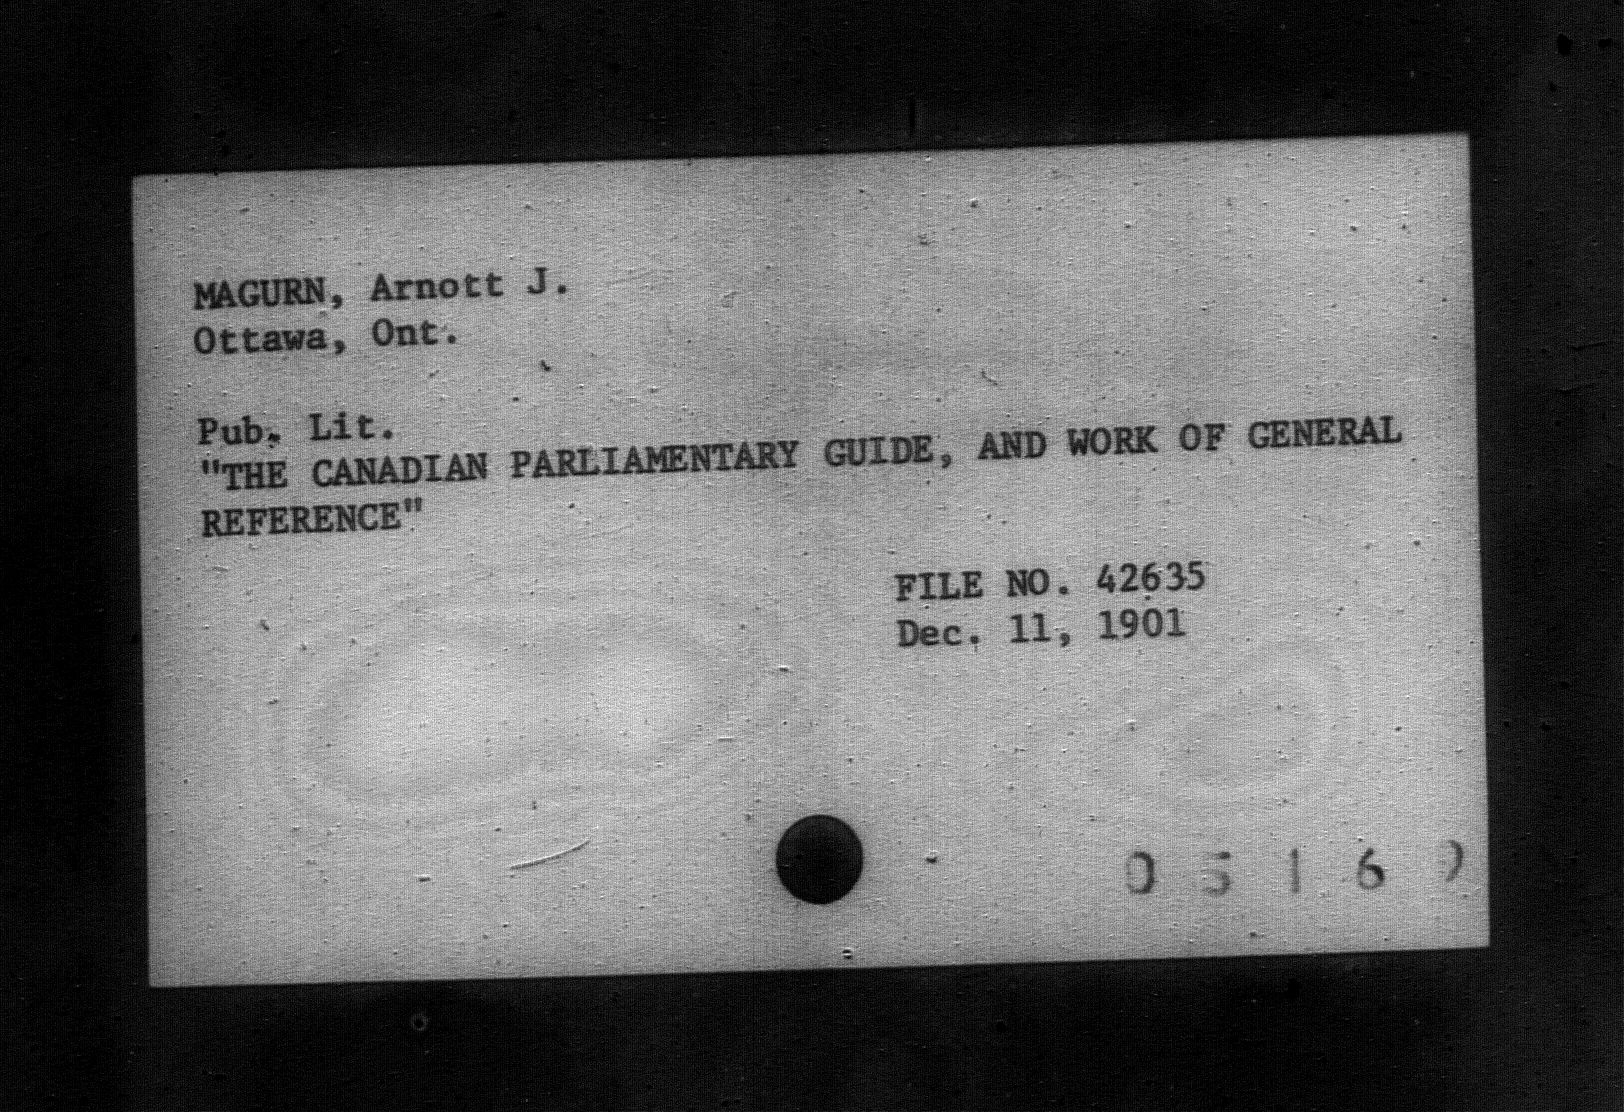 MAGURN, Arnott J.
Ottawa, Ont.
Pub. Lit.
"THE CANADIAN PARLIAMENTARY GUIDE, AND WORK OF GENERAL
REFERENCE"
FILE NO. 42635
Dec. 11, 1901